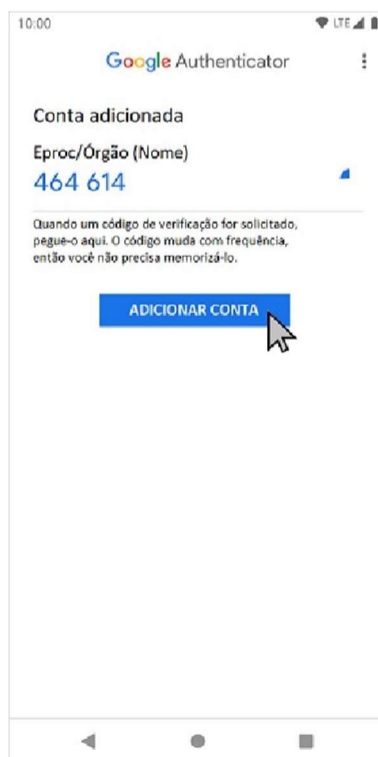 10:00
LTE
Google Authenticator
Conta adicionada
Eproc/Órgão (Nome)
464 614
Quando um código de verificação for solicitado,
pegue-o aqui. O código muda com frequência,
então você não precisa memorizá-lo.
ADICIONAR CONTA